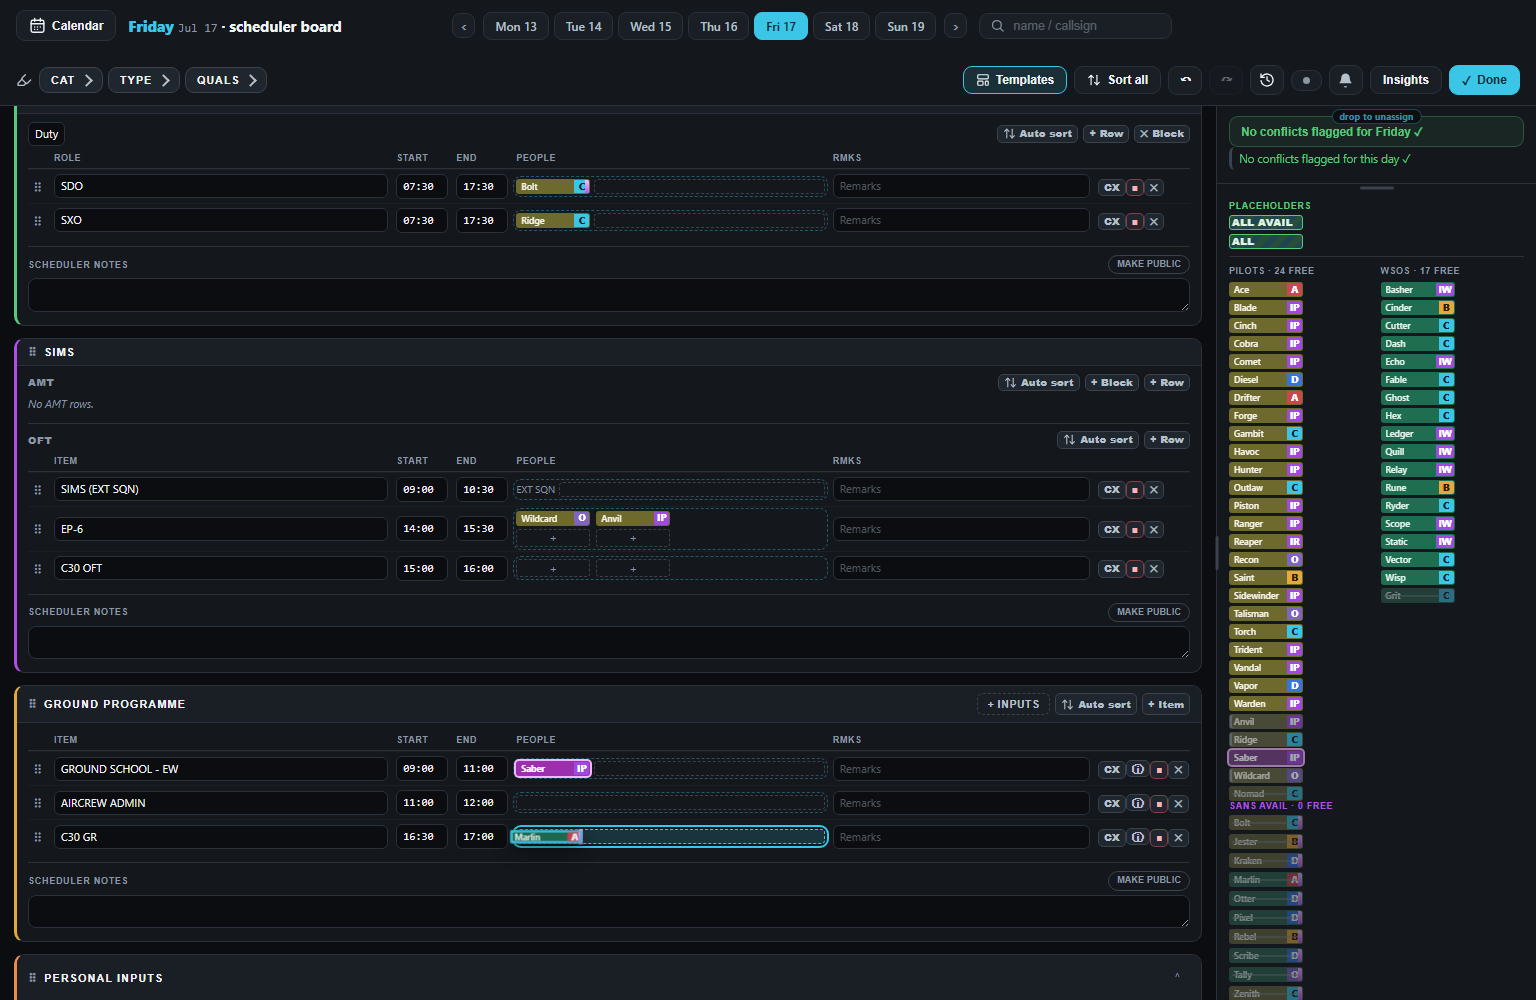 Calendar
Friday Jul 17 · scheduler board
‹ Mon 13 Tue 14 Wed 15 Thu 16 Fri 17 Sat 18 Sun 19 ›
name / callsign
CAT TYPE QUALS
Templates Sort all Insights ✓ Done
drop to unassign
No conflicts flagged for Friday ✓
No conflicts flagged for this day ✓
Duty
Auto sort + Row ✕ Block
ROLE START END PEOPLE RMKS
SDO 07:30 17:30 Bolt C Remarks CX
SXO 07:30 17:30 Ridge C Remarks CX
SCHEDULER NOTES MAKE PUBLIC
SIMS
AMT Auto sort + Block + Row
No AMT rows.
OFT Auto sort + Row
ITEM START END PEOPLE RMKS
SIMS (EXT SQN) 09:00 10:30 EXT SQN Remarks CX
EP-6 14:00 15:30 Wildcard O Anvil IP + + Remarks CX
C30 OFT 15:00 16:00 + + Remarks CX
SCHEDULER NOTES MAKE PUBLIC
GROUND PROGRAMME + INPUTS Auto sort + Item
ITEM START END PEOPLE RMKS
GROUND SCHOOL - EW 09:00 11:00 Saber IP Remarks CX
AIRCREW ADMIN 11:00 12:00 Remarks CX
C30 GR 16:30 17:00 Marlin A Remarks CX
SCHEDULER NOTES MAKE PUBLIC
PERSONAL INPUTS
PLACEHOLDERS
ALL AVAIL
ALL
PILOTS · 24 FREE
Ace A
Blade IP
Cinch IP
Cobra IP
Comet IP
Diesel D
Drifter A
Forge IP
Gambit C
Havoc IP
Hunter IP
Outlaw C
Piston IP
Ranger IP
Reaper IR
Recon O
Saint B
Sidewinder IP
Talisman O
Torch C
Trident IP
Vandal IP
Vapor D
Warden IP
Anvil IP
Ridge C
Saber IP
Wildcard O
Nomad C
WSOS · 17 FREE
Basher IW
Cinder B
Cutter C
Dash C
Echo IW
Fable C
Ghost C
Hex C
Ledger IW
Quill IW
Relay IW
Rune B
Ryder C
Scope IW
Static IW
Vector C
Wisp C
Grit C
SANS AVAIL · 0 FREE
Bolt C
Jester B
Kraken D
Marlin A
Otter D
Pixel D
Rebel B
Scribe D
Tally O
Zenith C